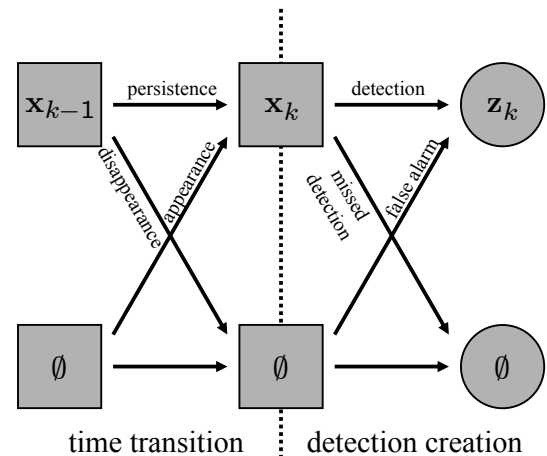 persistence
detection
x_{k−1}
x_k
z_k
disappearance
appearance
missed
detection
false alarm
∅
∅
∅
time transition
detection creation